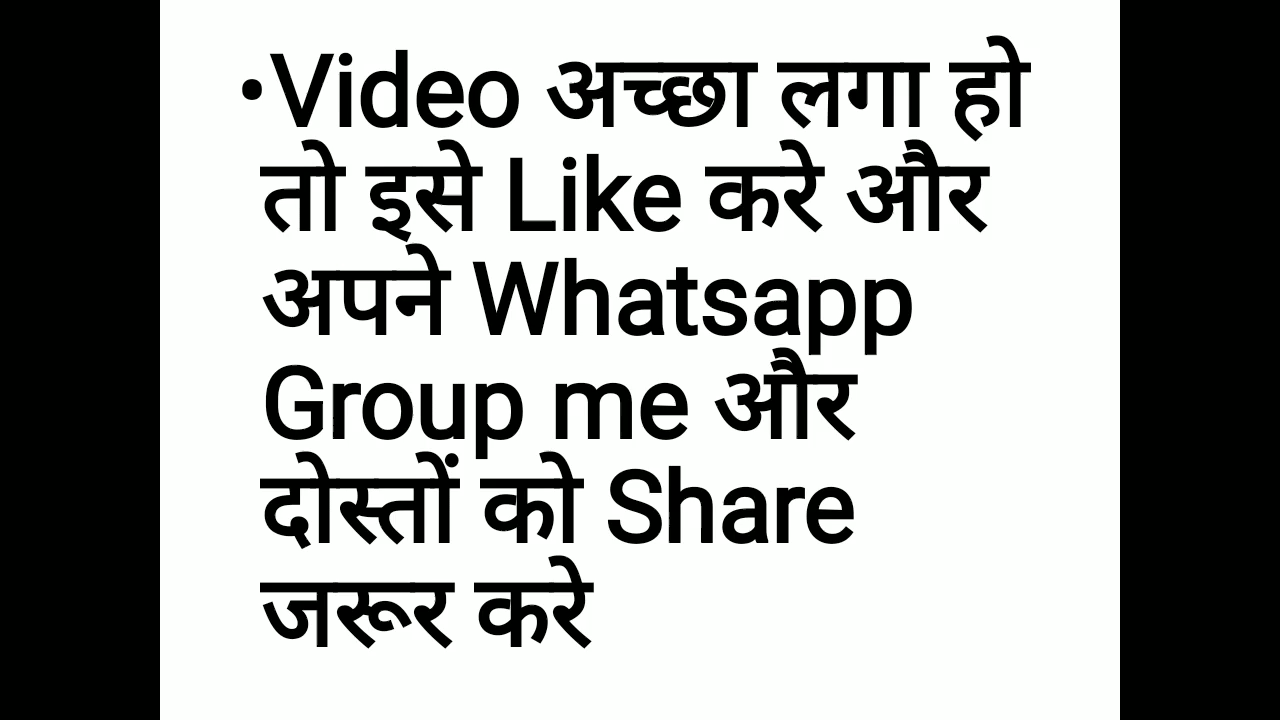 •Video अच्छा लगा हो
तो इसे Like करे और
अपने Whatsapp
Group me और
दोस्तों को Share
जरूर करे